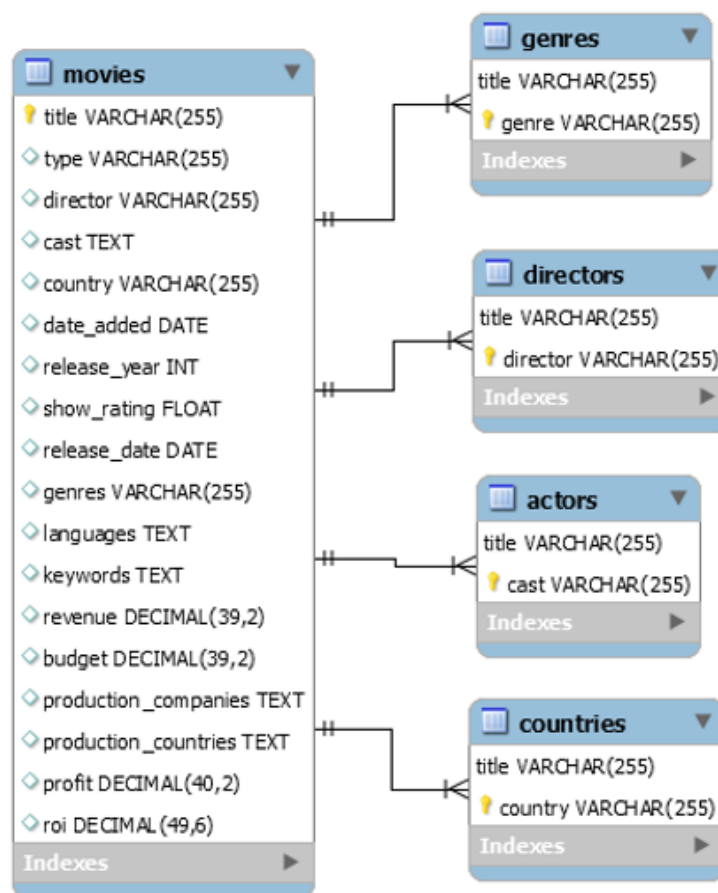 movies
title VARCHAR(255)
type VARCHAR(255)
director VARCHAR(255)
cast TEXT
country VARCHAR(255)
date_added DATE
release_year INT
show_rating FLOAT
release_date DATE
genres VARCHAR(255)
languages TEXT
keywords TEXT
revenue DECIMAL(39,2)
budget DECIMAL(39,2)
production_companies TEXT
production_countries TEXT
profit DECIMAL(40,2)
roi DECIMAL(49,6)
Indexes
genres
title VARCHAR(255)
genre VARCHAR(255)
Indexes
directors
title VARCHAR(255)
director VARCHAR(255)
Indexes
actors
title VARCHAR(255)
cast VARCHAR(255)
Indexes
countries
title VARCHAR(255)
country VARCHAR(255)
Indexes